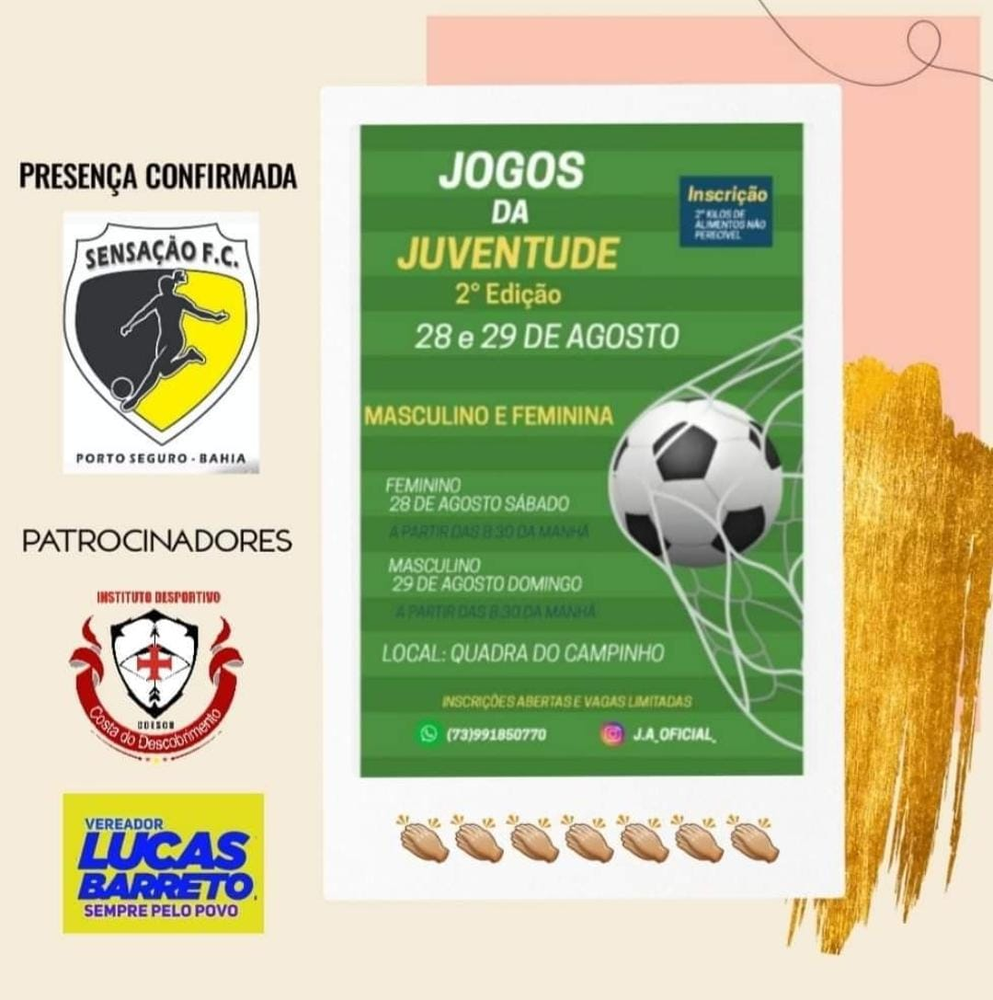 PRESENÇA CONFIRMADA
SENSAÇÃO F.C.
PORTO SEGURO - BAHIA
PATROCINADORES
INSTITUTO DESPORTIVO
Costa do Descobrimento
VEREADOR
LUCAS
BARRETO
SEMPRE PELO POVO
JOGOS
DA
JUVENTUDE
2° Edição
28 e 29 DE AGOSTO
Inscrição
2° KILOS DE
ALIMENTOS NÃO
PERECÍVEL
MASCULINO E FEMININA
FEMININO
28 DE AGOSTO SÁBADO
A PARTIR DAS 8:30 DA MANHÃ
MASCULINO
29 DE AGOSTO DOMINGO
A PARTIR DAS 8:30 DA MANHÃ
LOCAL: QUADRA DO CAMPINHO
INSCRIÇÕES ABERTAS E VAGAS LIMITADAS
(73)991850770
J.A_OFICIAL_